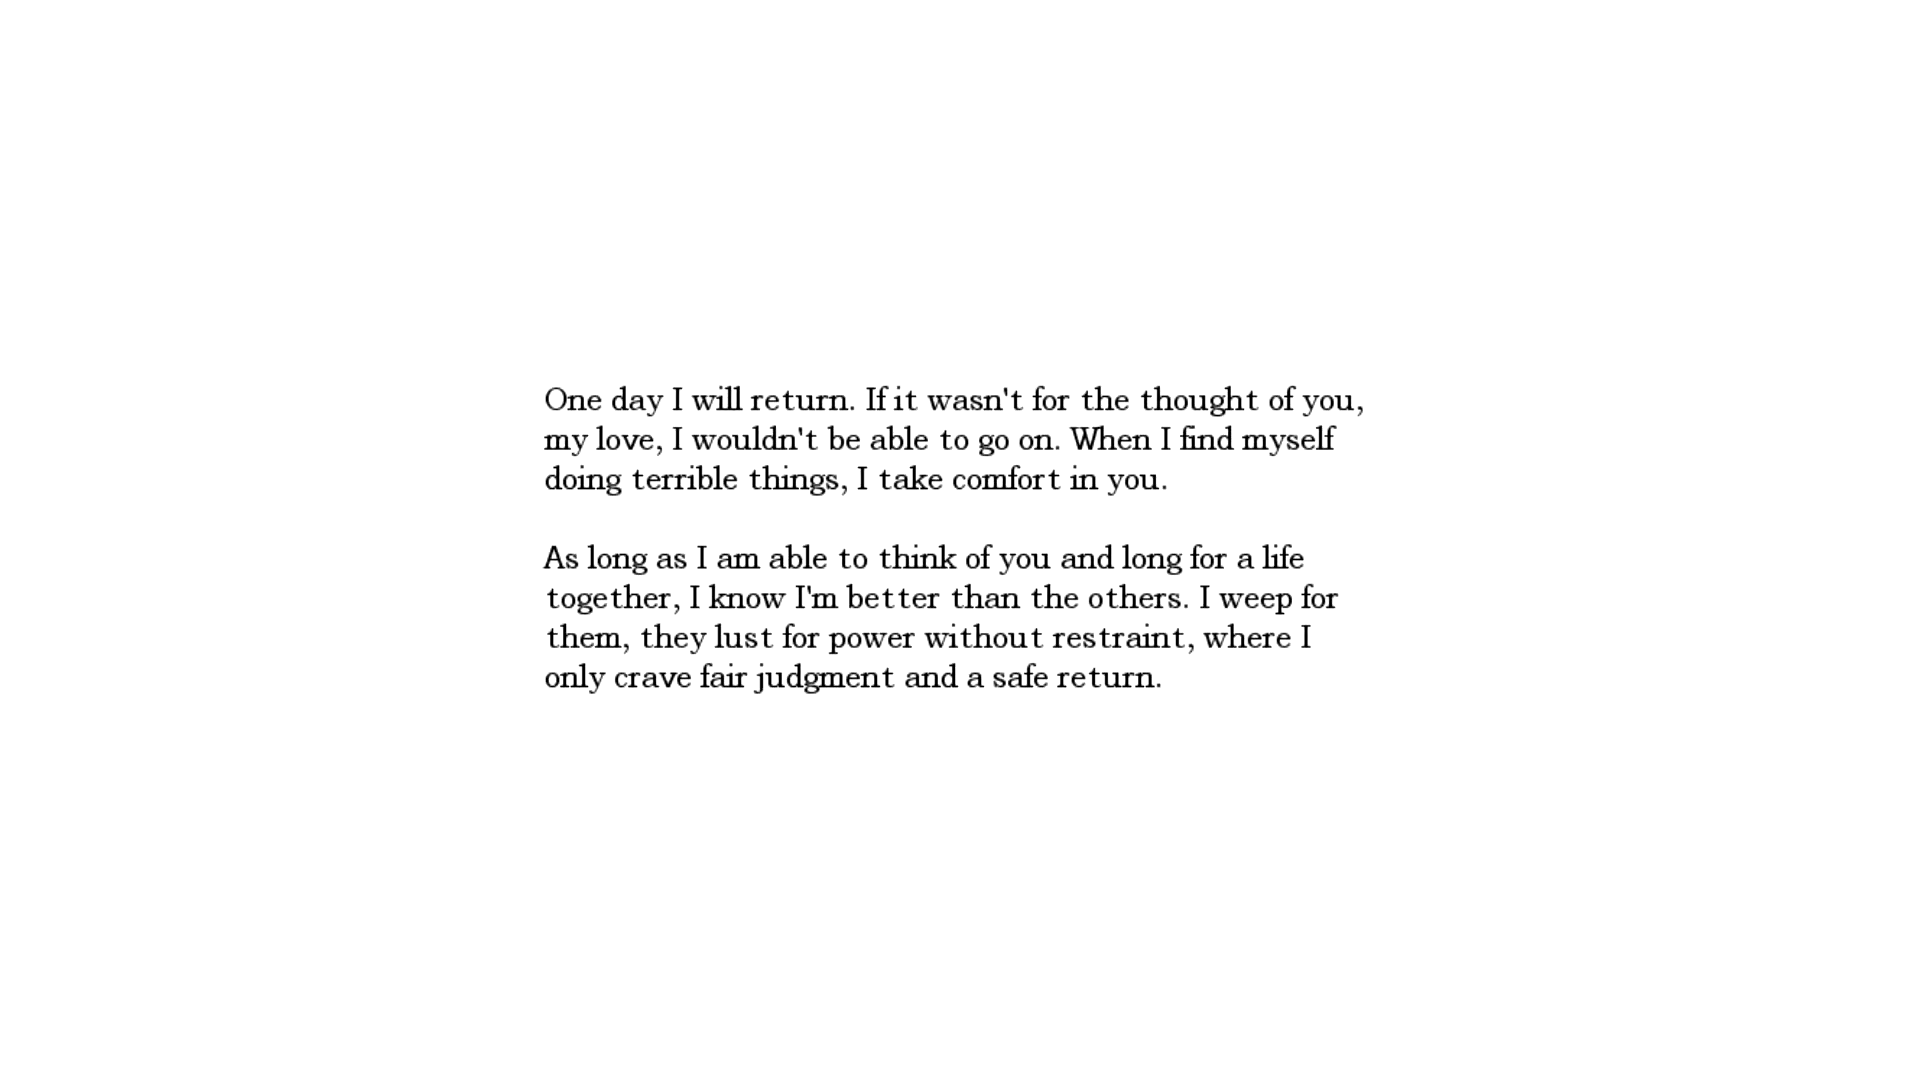 One day I will return. If it wasn't for the thought of you,
my love, I wouldn't be able to go on. When I find myself
doing terrible things, I take comfort in you.
As long as I am able to think of you and long for a life
together, I know I'm better than the others. I weep for
them, they lust for power without restraint, where I
only crave fair judgment and a safe return.